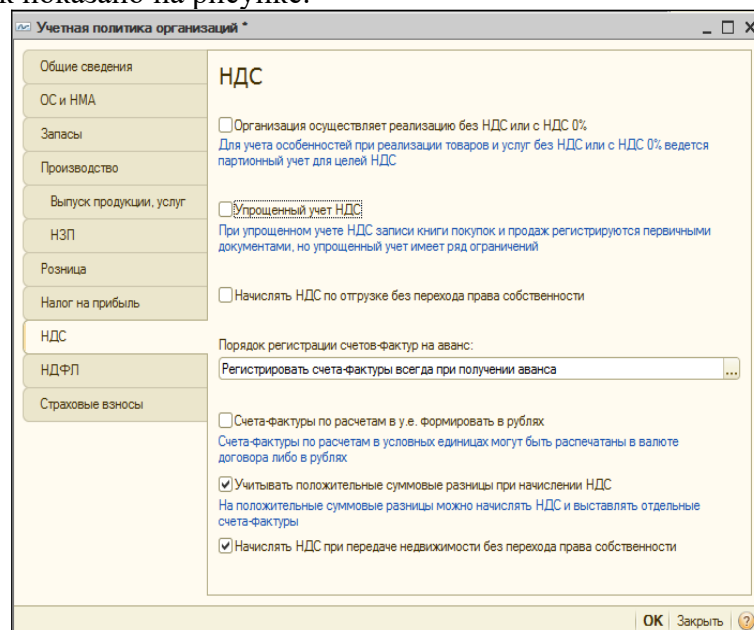 к показано на рисунке.
Учетная политика организаций *
Общие сведения
ОС и НМА
Запасы
Производство
Выпуск продукции, услуг
НЗП
Розница
Налог на прибыль
НДС
НДФЛ
Страховые взносы
НДС
Организация осуществляет реализацию без НДС или с НДС 0%
Для учета особенностей при реализации товаров и услуг без НДС или с НДС 0% ведется
партионный учет для целей НДС
Упрощенный учет НДС
При упрощенном учете НДС записи книги покупок и продаж регистрируются первичными
документами, но упрощенный учет имеет ряд ограничений
Начислять НДС по отгрузке без перехода права собственности
Порядок регистрации счетов-фактур на аванс:
Регистрировать счета-фактуры всегда при получении аванса
...
Счета-фактуры по расчетам в у.е. формировать в рублях
Счета-фактуры по расчетам в условных единицах могут быть распечатаны в валюте
договора либо в рублях
Учитывать положительные суммовые разницы при начислении НДС
На положительные суммовые разницы можно начислять НДС и выставлять отдельные
счета-фактуры
Начислять НДС при передаче недвижимости без перехода права собственности
ОК Закрыть ?